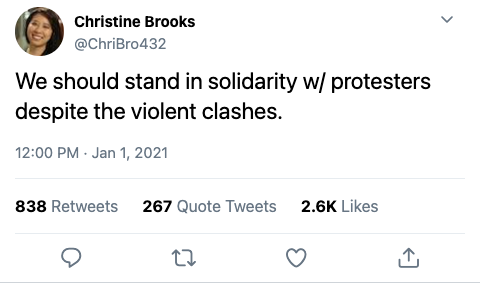 Christine Brooks
@ChriBro432
We should stand in solidarity w/ protesters
despite the violent clashes.
12:00 PM · Jan 1, 2021
838 Retweets 267 Quote Tweets 2.6K Likes